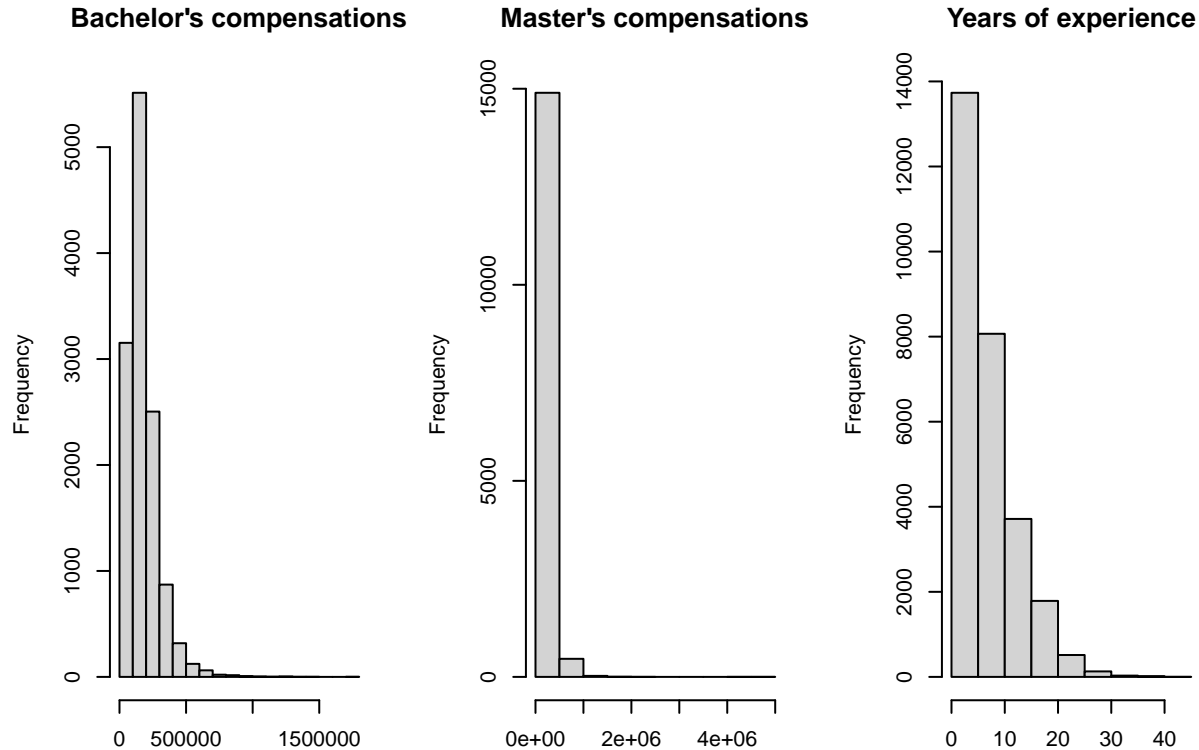 Bachelor's compensations
Frequency
0
1000
2000
3000
4000
5000
0 500000 1500000
Master's compensations
Frequency
0
5000
10000
15000
0e+00 2e+06 4e+06
Years of experience
Frequency
0
2000
4000
6000
8000
10000
12000
14000
0 10 20 30 40